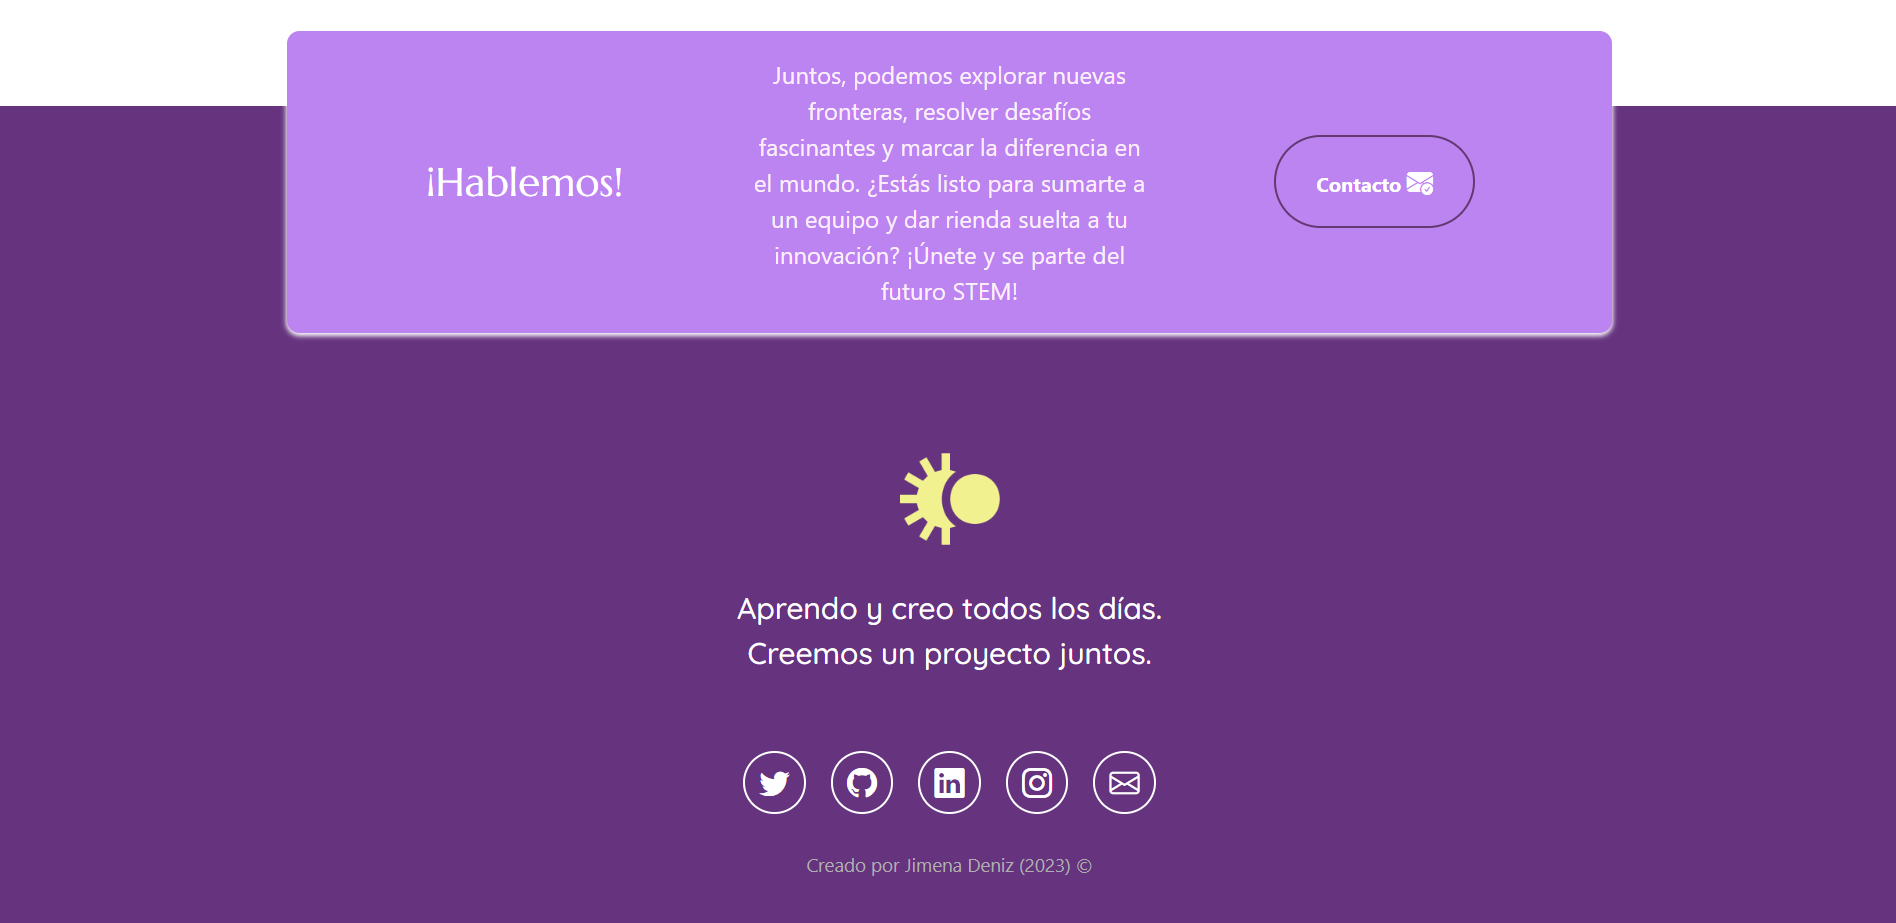 ¡Hablemos!
Juntos, podemos explorar nuevas
fronteras, resolver desafíos
fascinantes y marcar la diferencia en
el mundo. ¿Estás listo para sumarte a
un equipo y dar rienda suelta a tu
innovación? ¡Únete y se parte del
futuro STEM!
Contacto
Aprendo y creo todos los días.
Creemos un proyecto juntos.
Creado por Jimena Deniz (2023) ©